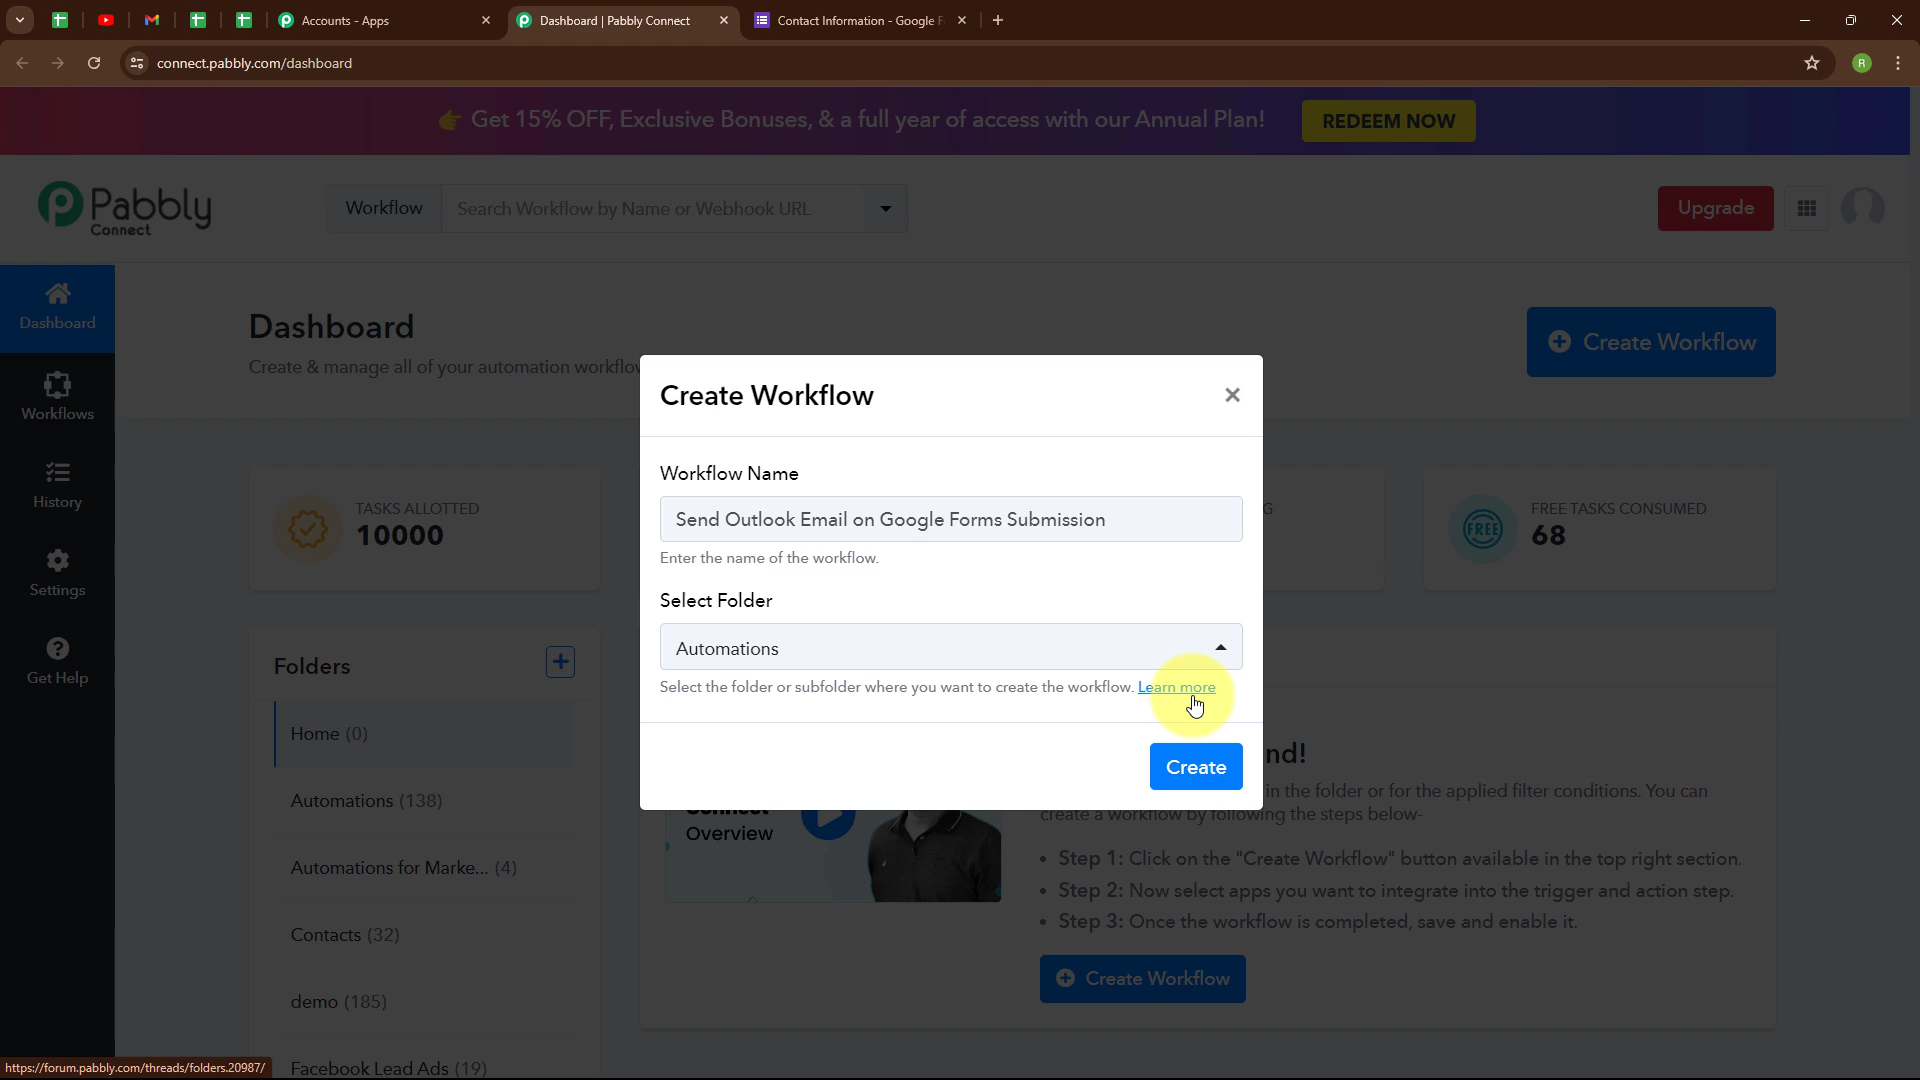 Accounts - Apps
Dashboard | Pabbly Connect
Contact Information - Google F
connect.pabbly.com/dashboard
R
Get 15% OFF, Exclusive Bonuses, & a full year of access with our Annual Plan!
REDEEM NOW
Pabbly
Connect
Workflow
Search Workflow by Name or Webhook URL
Upgrade
Dashboard
Workflows
History
Settings
Get Help
Dashboard
Create & manage all of your automation workflow
Create Workflow
TASKS ALLOTTED
10000
G
FREE
FREE TASKS CONSUMED
68
Folders
Home (0)
Automations (138)
Automations for Marke... (4)
Contacts (32)
demo (185)
Facebook Lead Ads (19)
Create Workflow
Workflow Name
Send Outlook Email on Google Forms Submission
Enter the name of the workflow.
Select Folder
Automations
Select the folder or subfolder where you want to create the workflow. Learn more
Create
Connect
Overview
nd!
in the folder or for the applied filter conditions. You can
create a workflow by following the steps below-
• Step 1: Click on the "Create Workflow" button available in the top right section.
• Step 2: Now select apps you want to integrate into the trigger and action step.
• Step 3: Once the workflow is completed, save and enable it.
Create Workflow
https://forum.pabbly.com/threads/folders.20987/